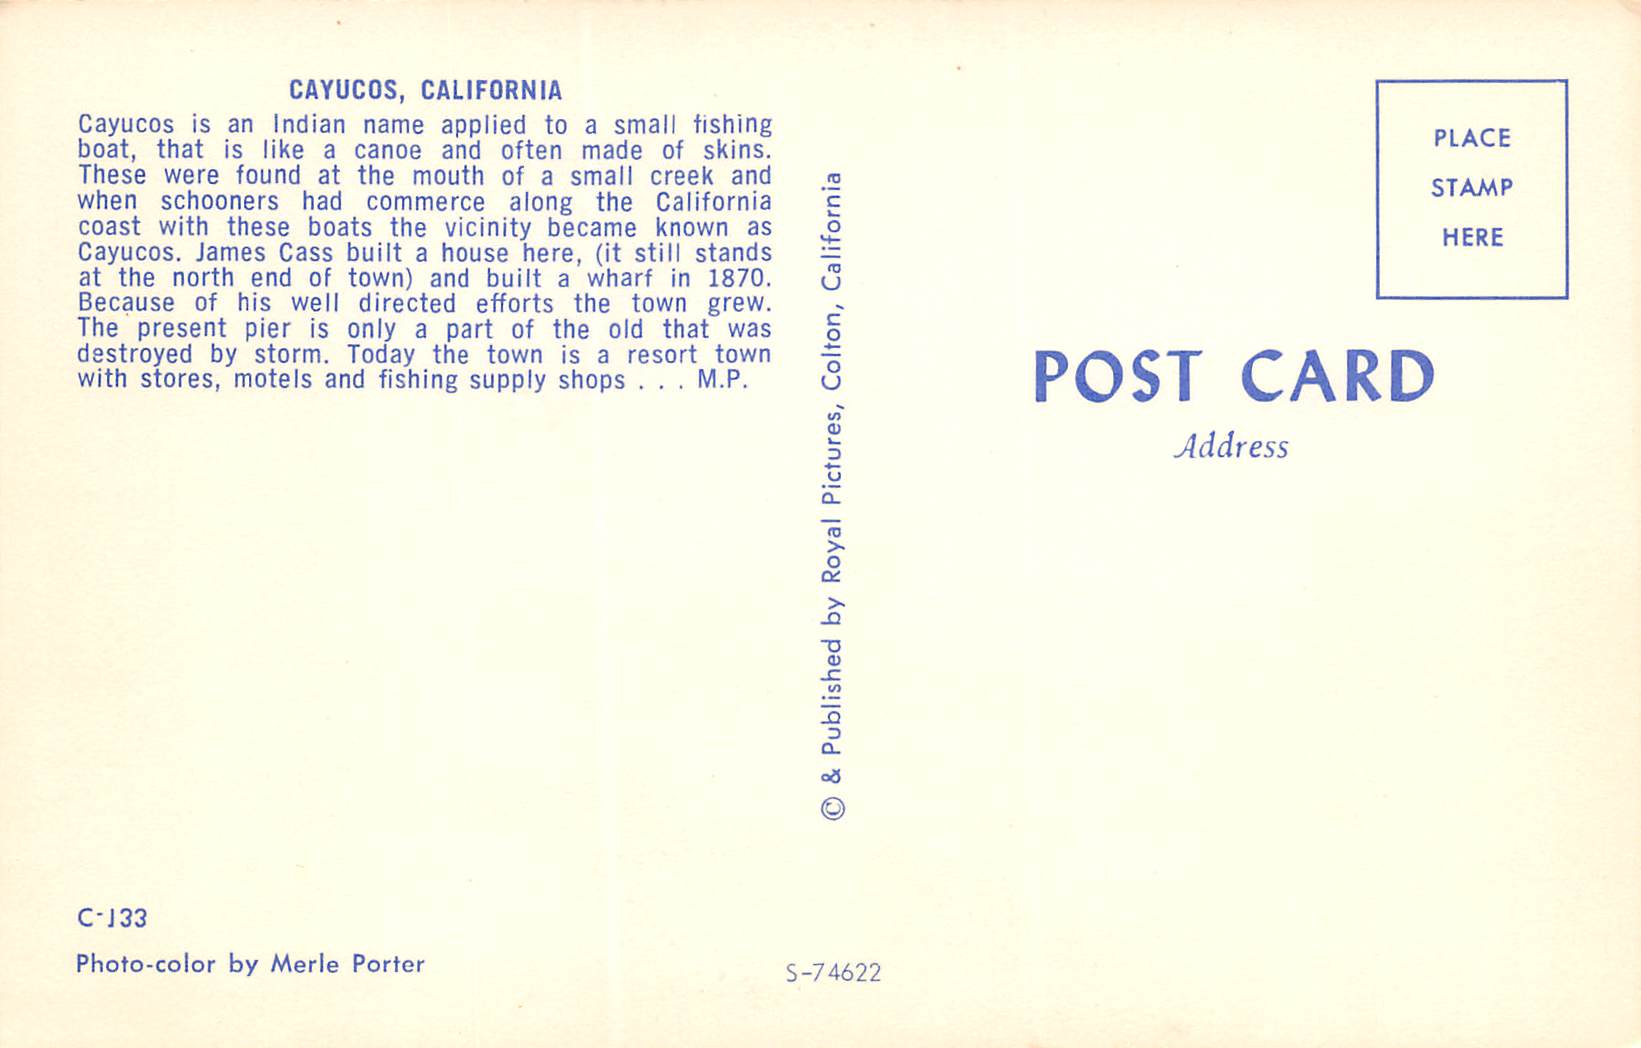 CAYUCOS, CALIFORNIA
Cayucos is an Indian name applied to a small fishing
boat, that is like a canoe and often made of skins.
These were found at the mouth of a small creek and
when schooners had commerce along the California
coast with these boats the vicinity became known as
Cayucos. James Cass built a house here, (it still stands
at the north end of town) and built a wharf in 1870.
Because of his well directed efforts the town grew.
The present pier is only a part of the old that was
destroyed by storm. Today the town is a resort town
with stores, motels and fishing supply shops . . . M.P.
C-J33
Photo-color by Merle Porter
© & Published by Royal Pictures, Colton, California
S-74622
PLACE
STAMP
HERE
POST CARD
Address